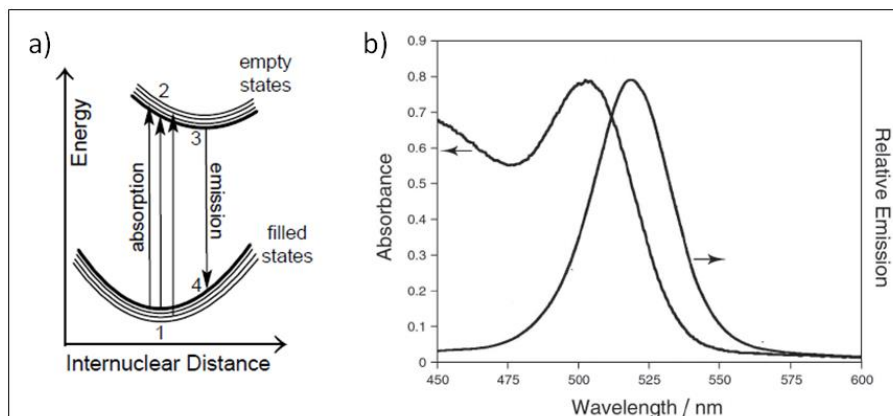 a)
Energy
empty
states
2
3
absorption
emission
filled
states
4
1
Internuclear Distance
b)
Absorbance
0.9
0.8
0.7
0.6
0.5
0.4
0.3
0.2
0.1
0
450
475
500
525
550
575
600
Wavelength / nm
Relative Emission